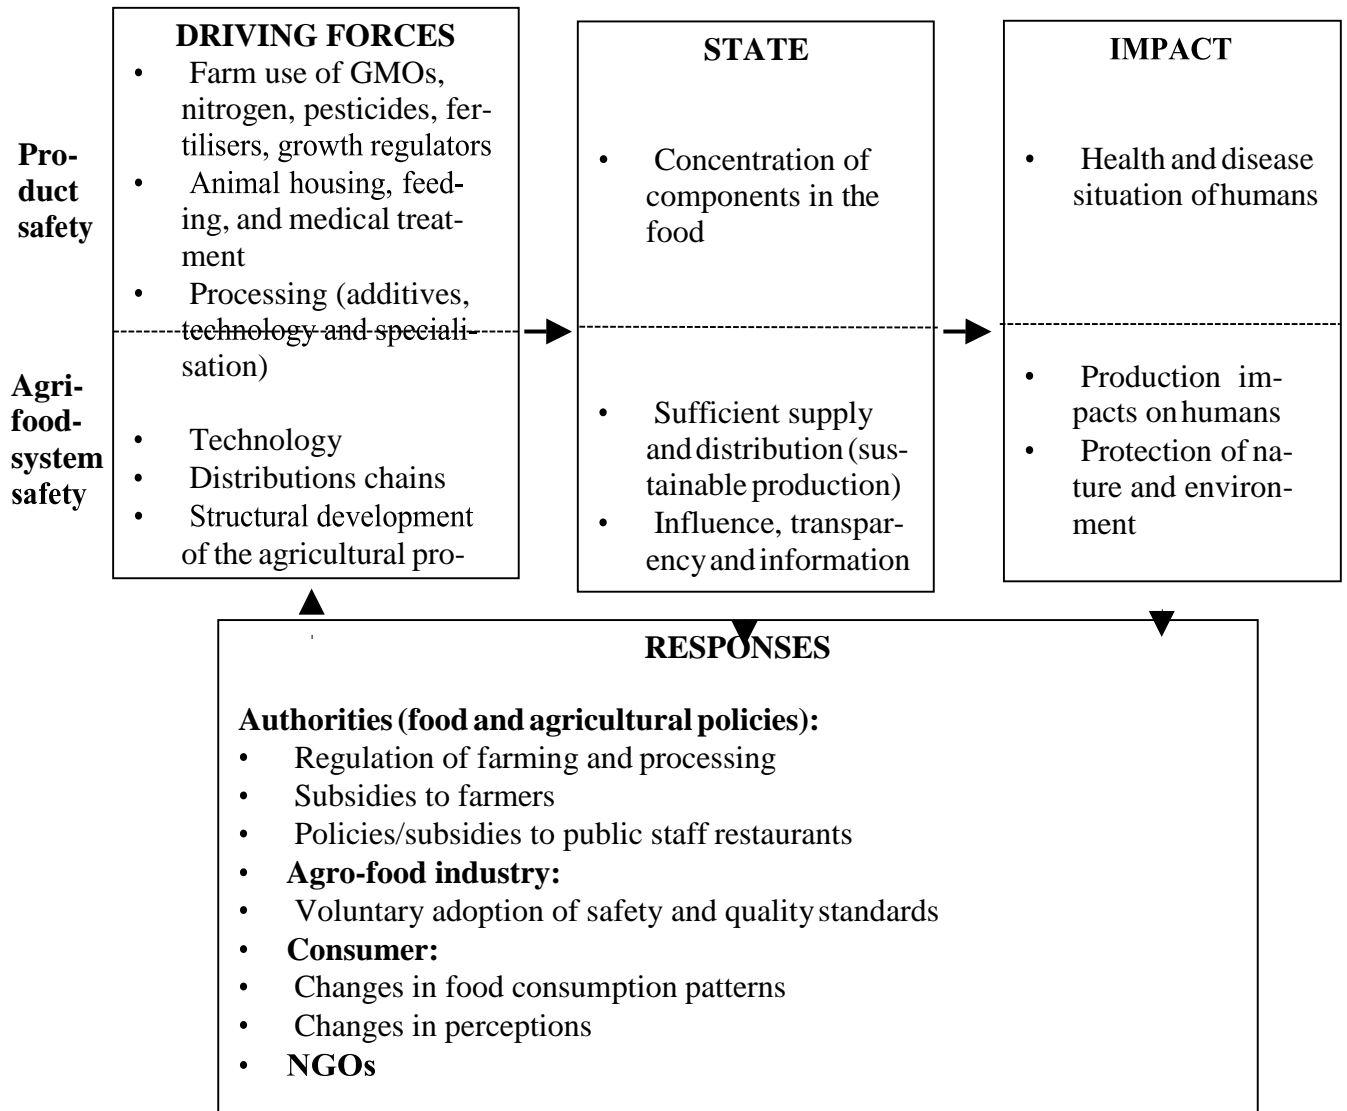 Pro-
duct
safety
Agri-
food-
system
safety
DRIVING FORCES
• Farm use of GMOs,
nitrogen, pesticides, fer-
tilisers, growth regulators
• Animal housing, feed-
ing, and medical treat-
ment
• Processing (additives,
technology and speciali-
sation)
• Technology
• Distributions chains
• Structural development
of the agricultural pro-
STATE
• Concentration of
components in the
food
• Sufficient supply
and distribution (sus-
tainable production)
• Influence, transpar-
ency and information
IMPACT
• Health and disease
situation of humans
• Production im-
pacts on humans
• Protection of na-
ture and environ-
ment
RESPONSES
Authorities (food and agricultural policies):
• Regulation of farming and processing
• Subsidies to farmers
• Policies/subsidies to public staff restaurants
• Agro-food industry:
• Voluntary adoption of safety and quality standards
• Consumer:
• Changes in food consumption patterns
• Changes in perceptions
• NGOs